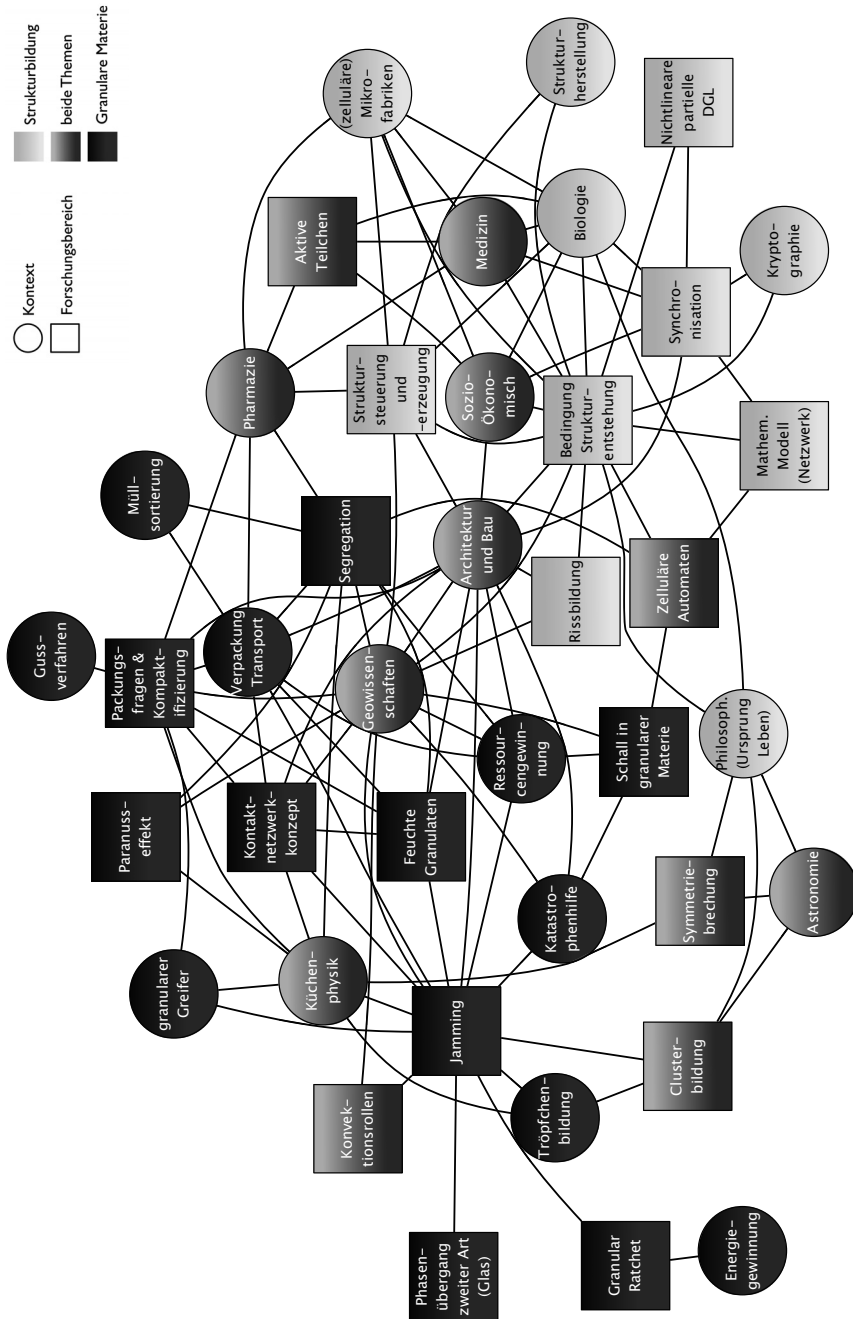 Kontext
Forschungsbereich
Strukturbildung
beide Themen
Granulare Materie
Guss-
verfahren
Müll-
sortierung
Pharmazie
Aktive
Teilchen
(zelluläre)
Mikro-
fabriken
Paranuss-
effekt
Packungs-
fragen &
Kompakt-
ifizierung
Verpackung
Transport
Segregation
Struktur-
steuerung
und
-erzeugung
Medizin
Struktur-
herstellung
granularer
Greifer
Kontakt-
netzwerk-
konzept
Geowissen-
schaften
Architektur
und Bau
Sozio-
Ökono-
misch
Biologie
Küchen-
physik
Feuchte
Granulaten
Ressour-
cengewin-
nung
Rissbildung
Bedingung
Struktur-
entstehung
Nichtlineare
partielle
DGL
Konvek-
tionsrollen
Jamming
Katastro-
phenhilfe
Schall in
granularer
Materie
Zelluläre
Automaten
Synchro-
nisation
Phasen-
übergang
zweiter Art
(Glas)
Tröpfchen-
bildung
Symmetrie-
brechung
Philosoph.
(Ursprung
Leben)
Mathem.
Modell
(Netzwerk)
Krypto-
graphie
Granular
Ratchet
Cluster-
bildung
Astronomie
Energie-
gewinnung